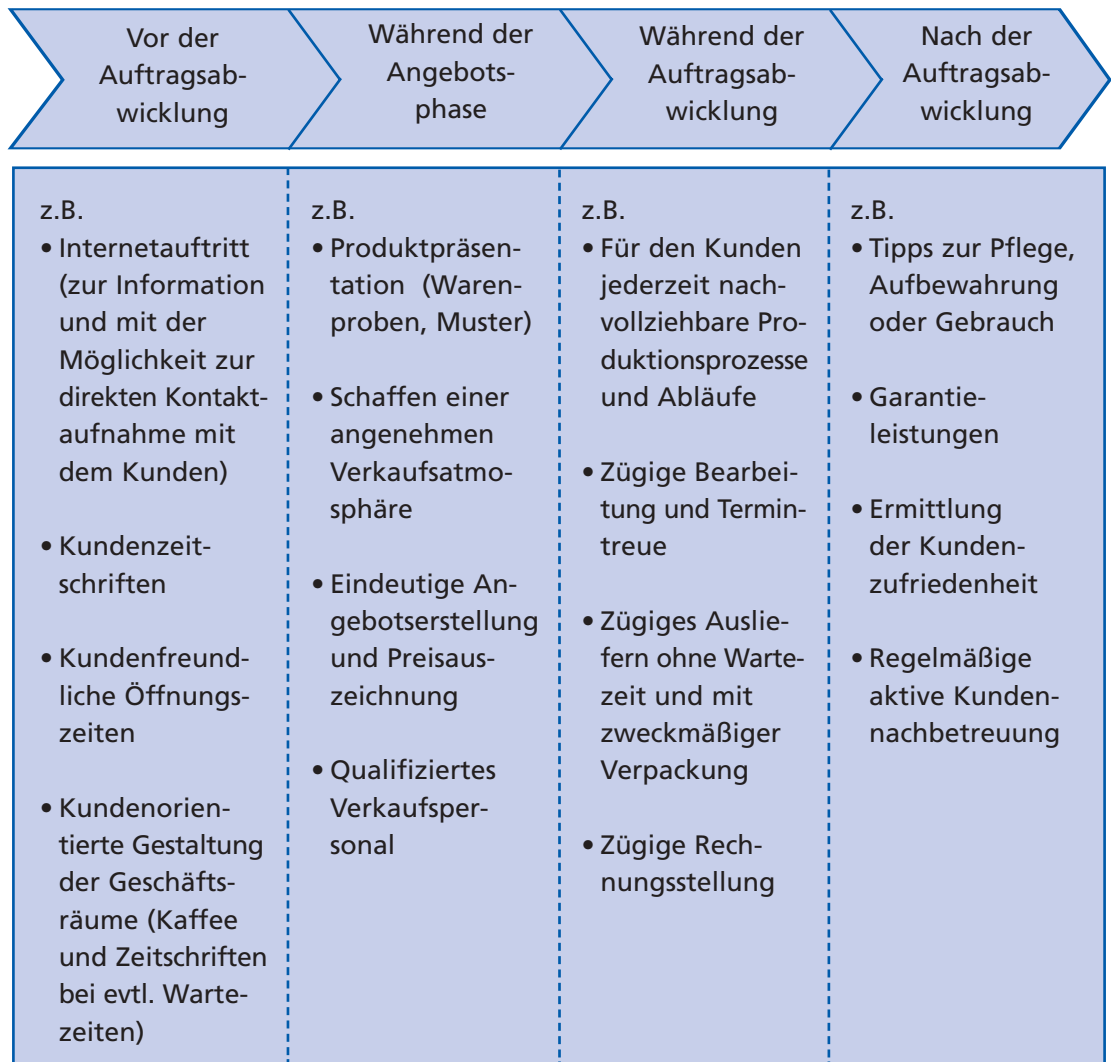 Vor der
Auftragsab-
wicklung
Während der
Angebots-
phase
Während der
Auftragsab-
wicklung
Nach der
Auftragsab-
wicklung
z.B.
• Internetauftritt
(zur Information
und mit der
Möglichkeit zur
direkten Kontakt-
aufnahme mit
dem Kunden)
• Kundenzeit-
schriften
• Kundenfreund-
liche Öffnungs-
zeiten
• Kundenorien-
tierte Gestaltung
der Geschäfts-
räume (Kaffee
und Zeitschriften
bei evtl. Warte-
zeiten)
z.B.
• Produktpräsen-
tation (Waren-
proben, Muster)
• Schaffen einer
angenehmen
Verkaufsatmo-
sphäre
• Eindeutige An-
gebotserstellung
und Preisaus-
zeichnung
• Qualifiziertes
Verkaufsper-
sonal
z.B.
• Für den Kunden
jederzeit nach-
vollziehbare Pro-
duktionsprozesse
und Abläufe
• Zügige Bearbei-
tung und Termin-
treue
• Zügiges Auslie-
fern ohne Warte-
zeit und mit
zweckmäßiger
Verpackung
• Zügige Rech-
nungsstellung
z.B.
• Tipps zur Pflege,
Aufbewahrung
oder Gebrauch
• Garantie-
leistungen
• Ermittlung
der Kunden-
zufriedenheit
• Regelmäßige
aktive Kunden-
nachbetreuung